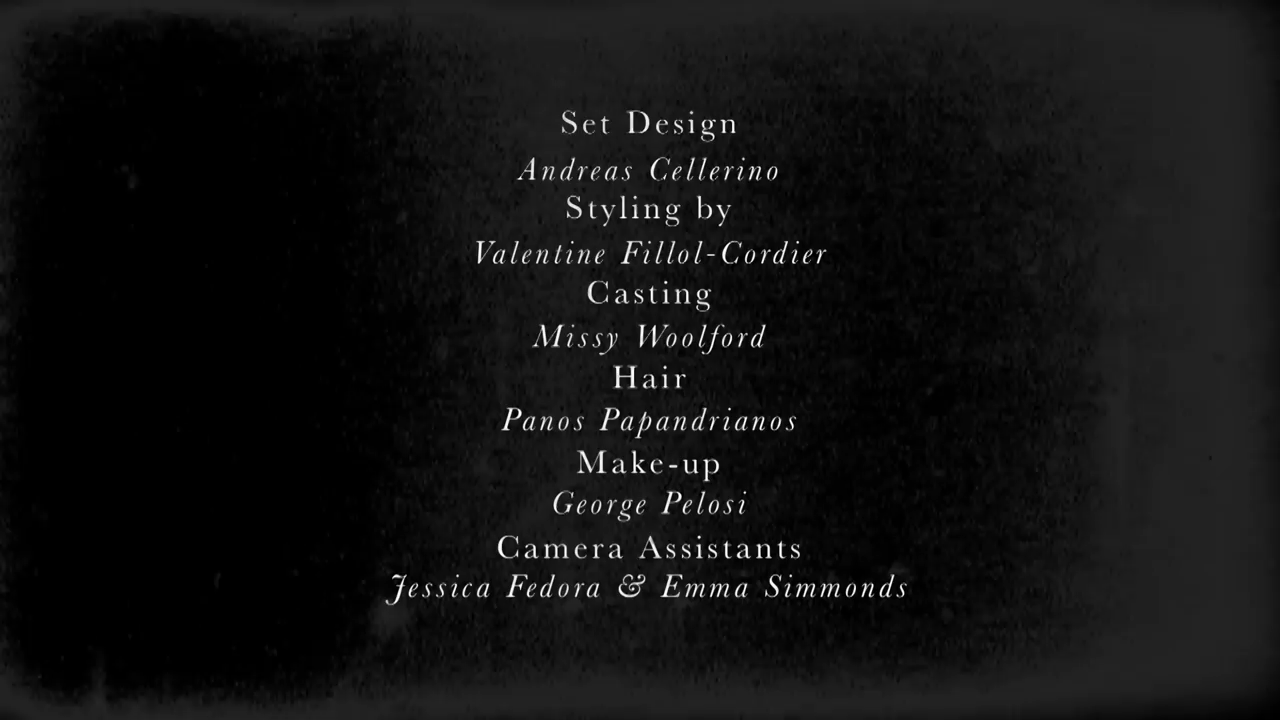 Set Design
Andreas Cellerino
Styling by
Valentine Fillol-Cordier
Casting
Missy Woolford
Hair
Panos Papandrianos
Make-up
George Pelosi
Camera Assistants
Jessica Fedora & Emma Simmonds